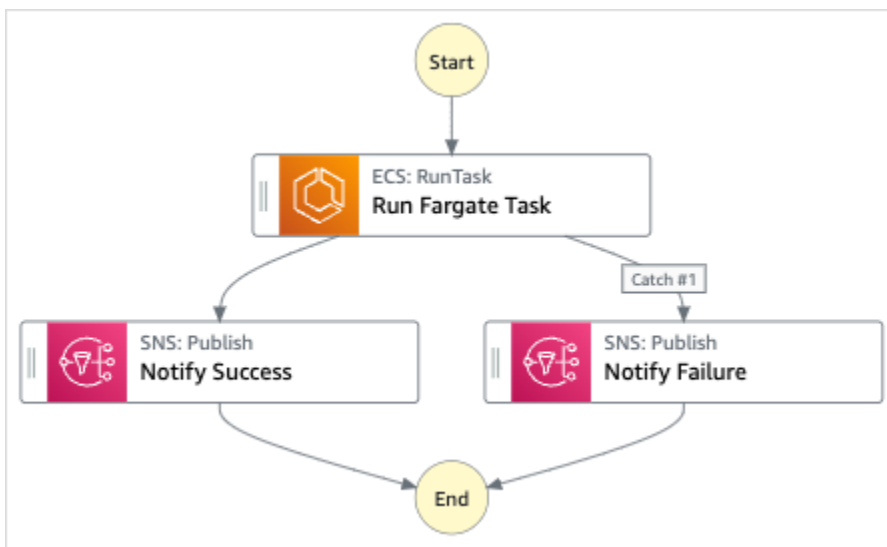 Start
ECS: RunTask
Run Fargate Task
Catch #1
SNS: Publish
Notify Success
SNS: Publish
Notify Failure
End